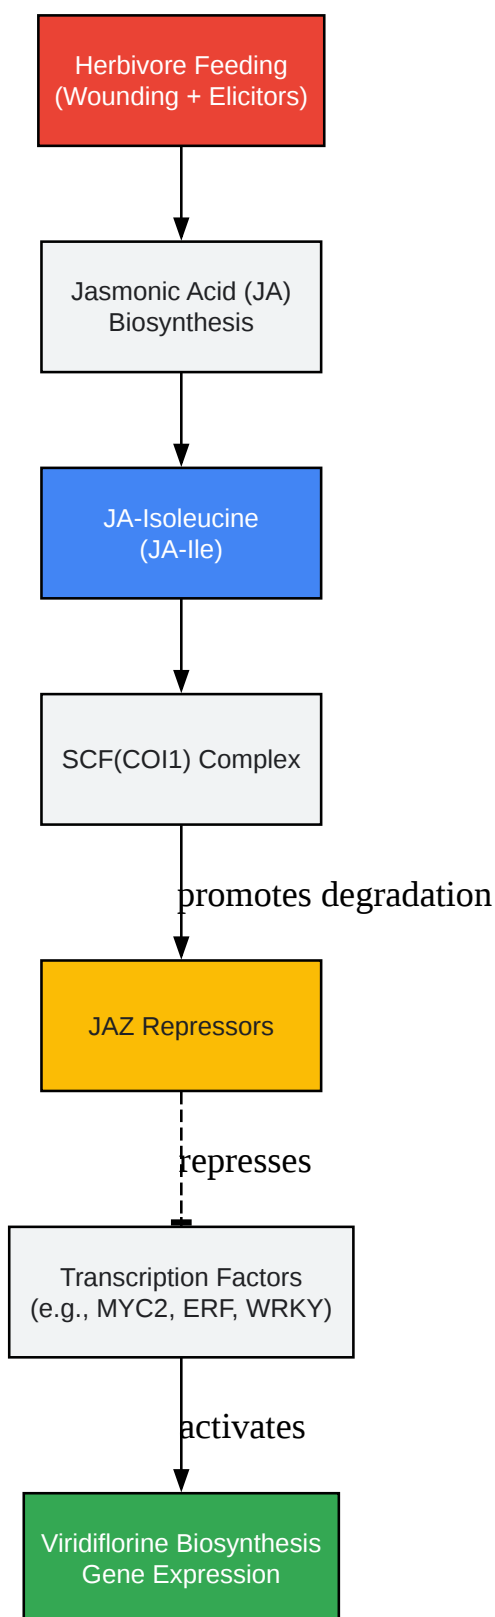 Herbivore Feeding
(Wounding + Elicitors)
Jasmonic Acid (JA)
Biosynthesis
JA-Isoleucine
(JA-Ile)
SCF(COI1) Complex
promotes degradation
JAZ Repressors
represses
Transcription Factors
(e.g., MYC2, ERF, WRKY)
activates
Viridiflorine Biosynthesis
Gene Expression